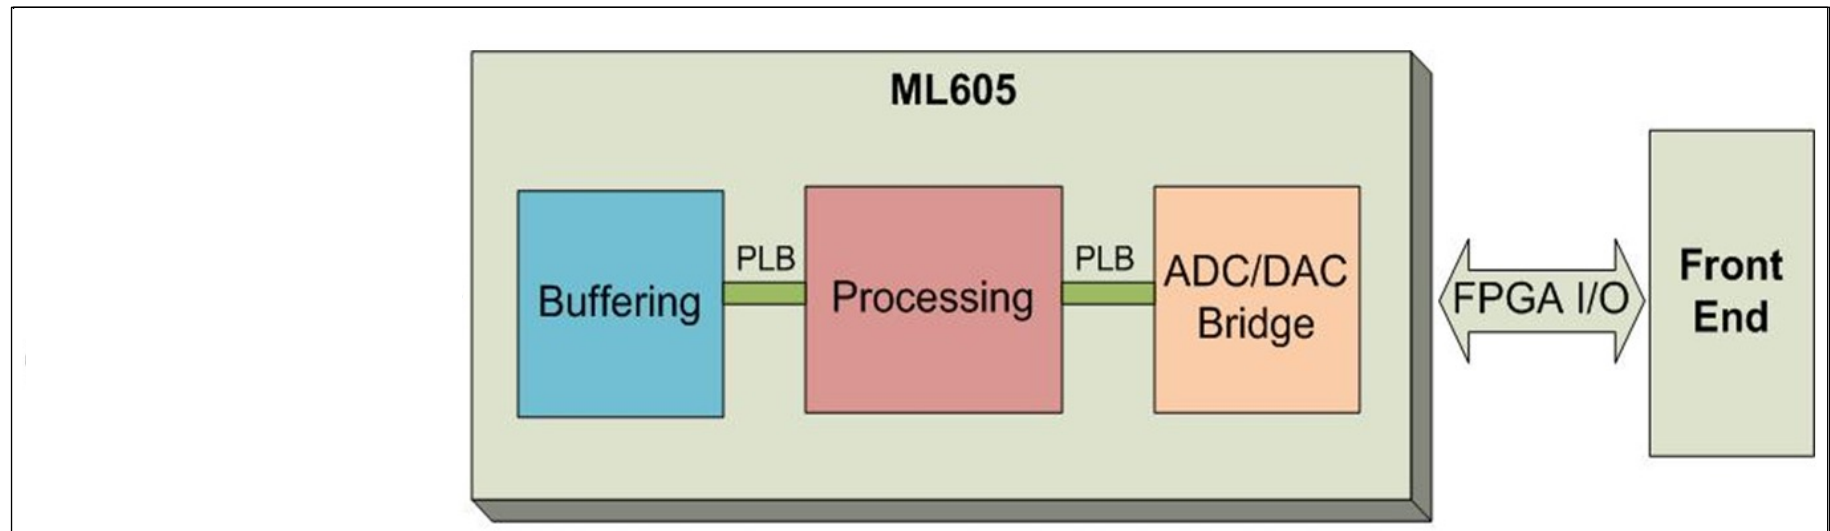 ML605
Buffering
PLB
Processing
PLB
ADC/DAC
Bridge
FPGA I/O
Front
End